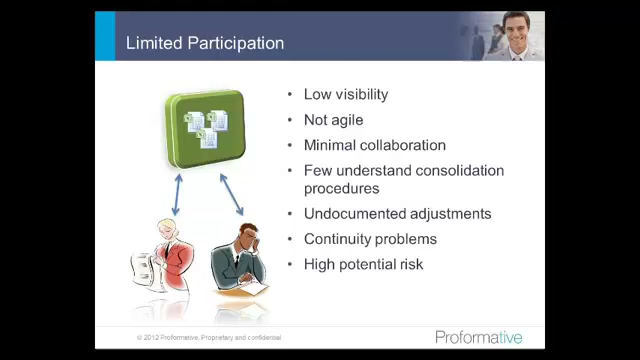 Limited Participation
• Low visibility
• Not agile
• Minimal collaboration
• Few understand consolidation
procedures
• Undocumented adjustments
• Continuity problems
• High potential risk
© 2012 Proformative, Proprietary and confidential
Proformative